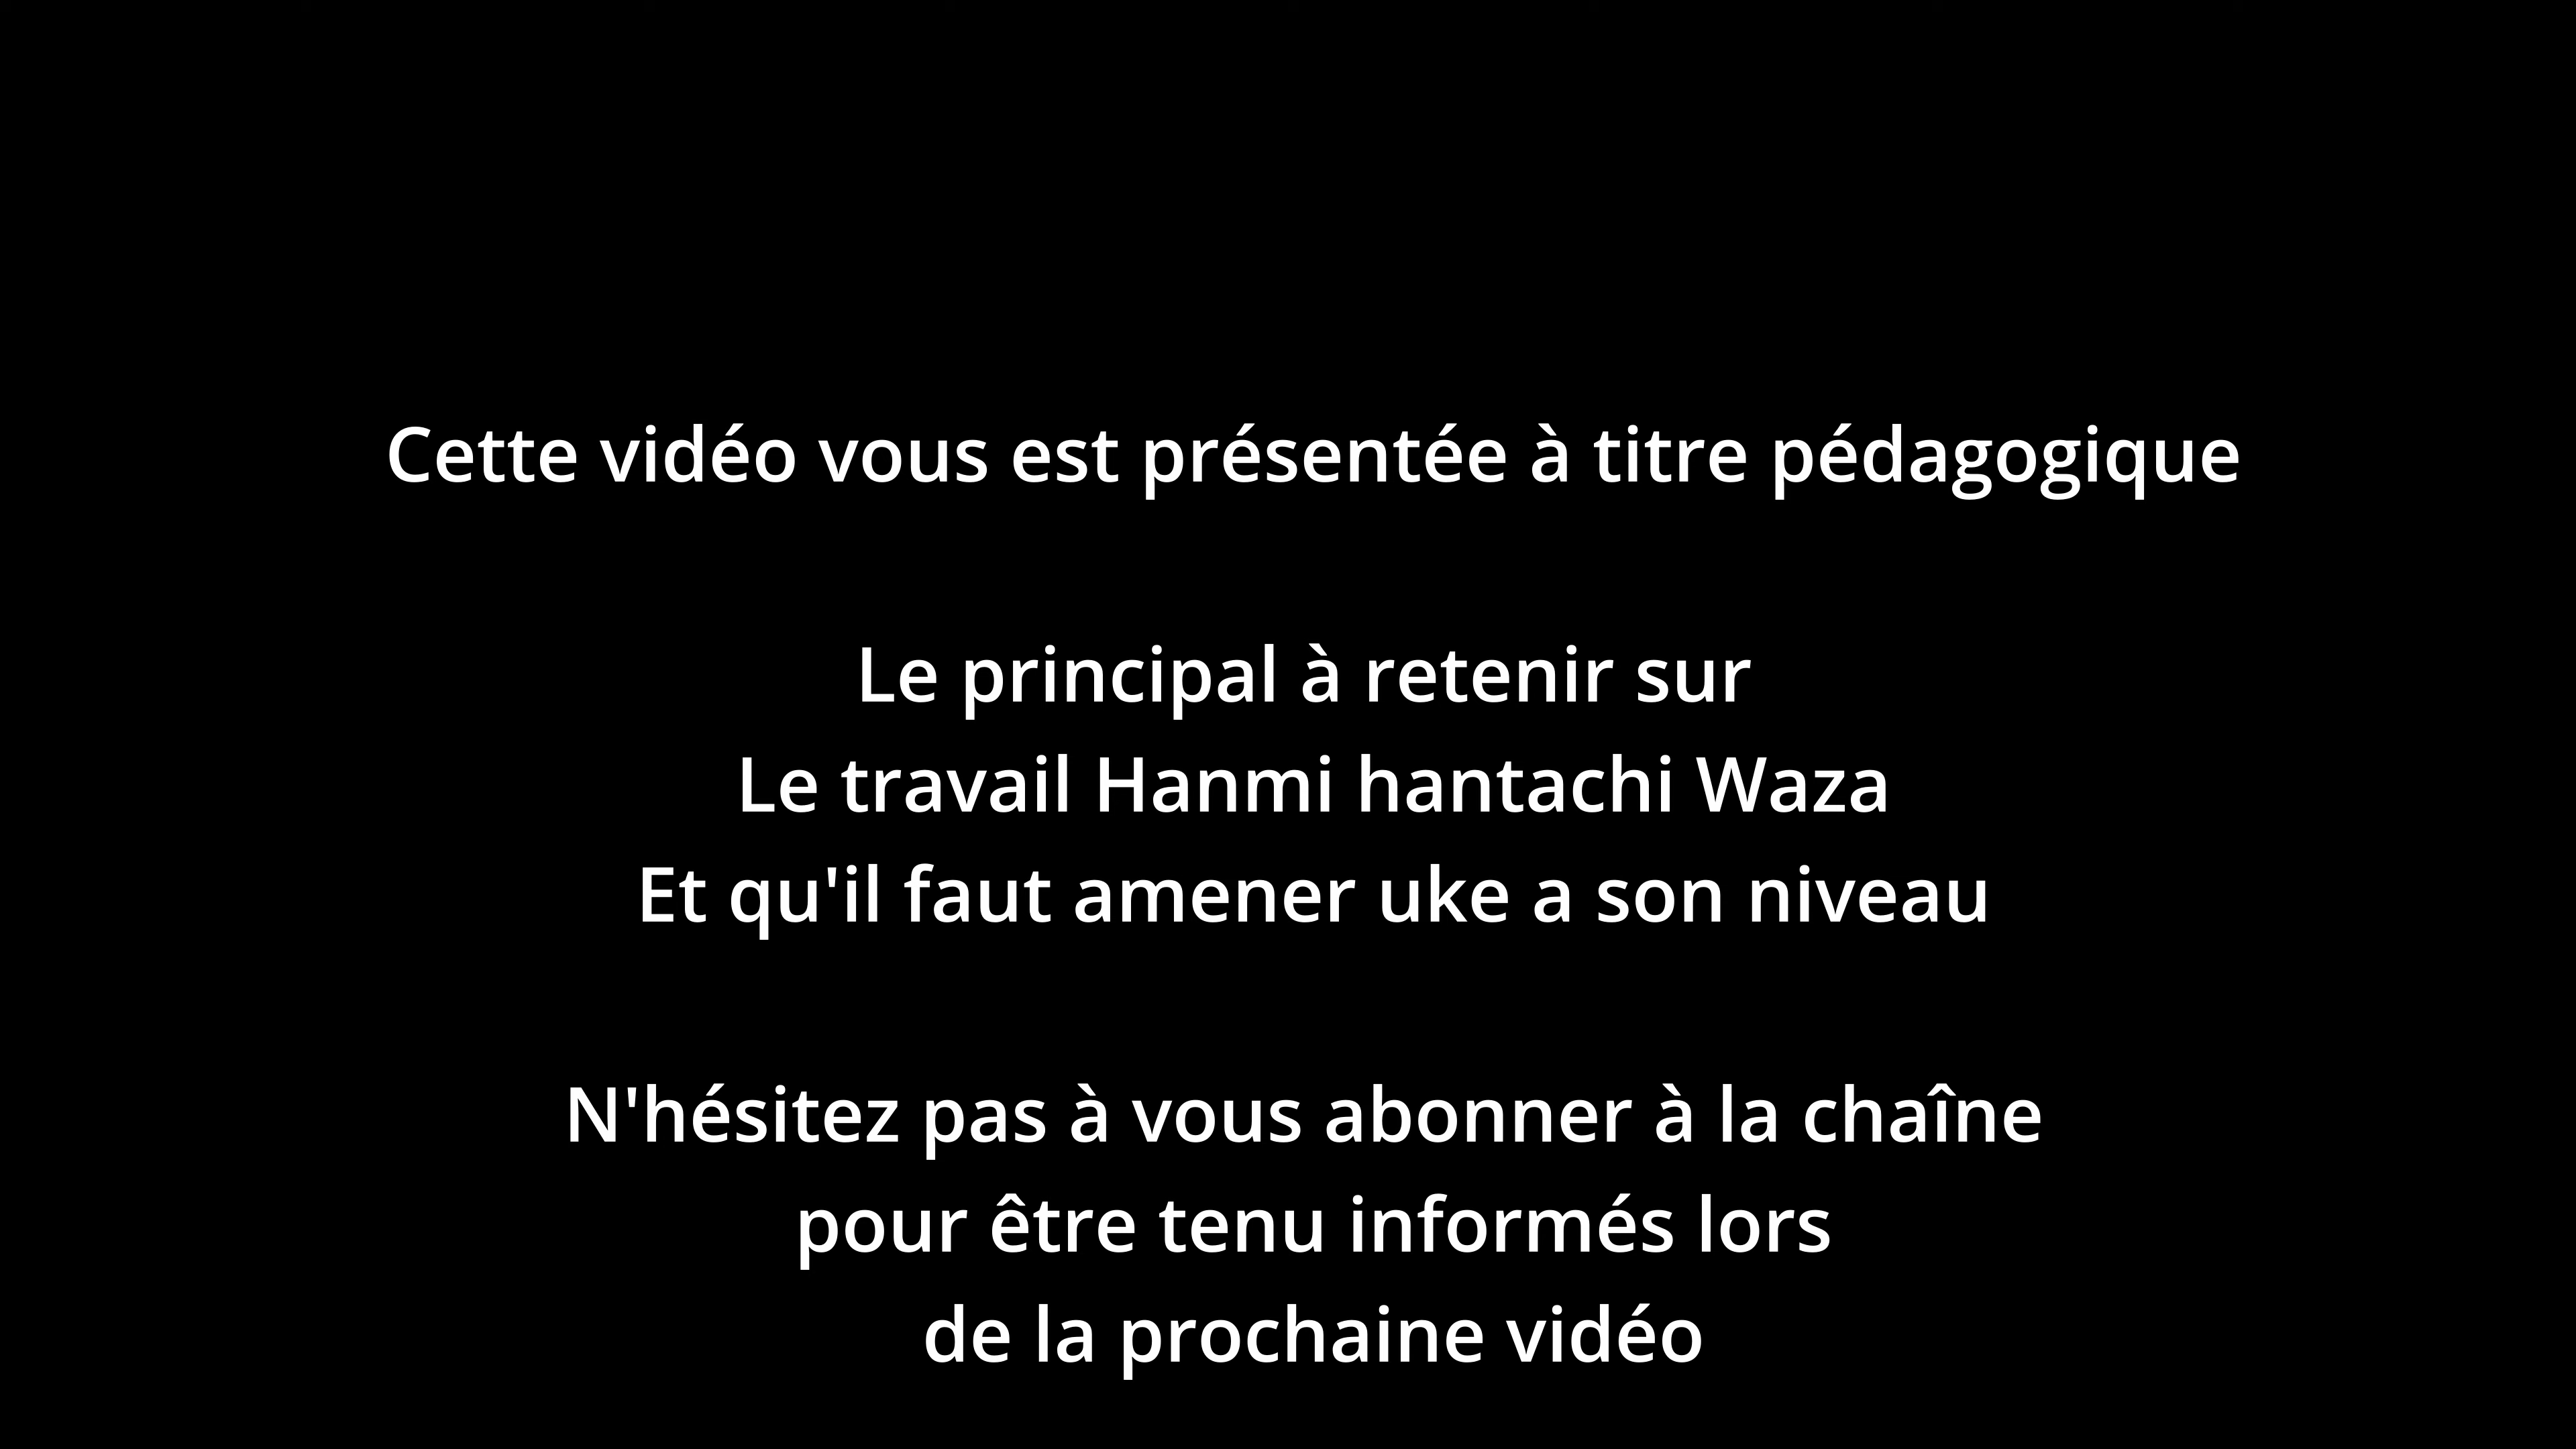 Cette vidéo vous est présentée à titre pédagogique
Le principal à retenir sur
Le travail Hanmi hantachi Waza
Et qu'il faut amener uke a son niveau
N'hésitez pas à vous abonner à la chaîne
pour être tenu informés lors
de la prochaine vidéo